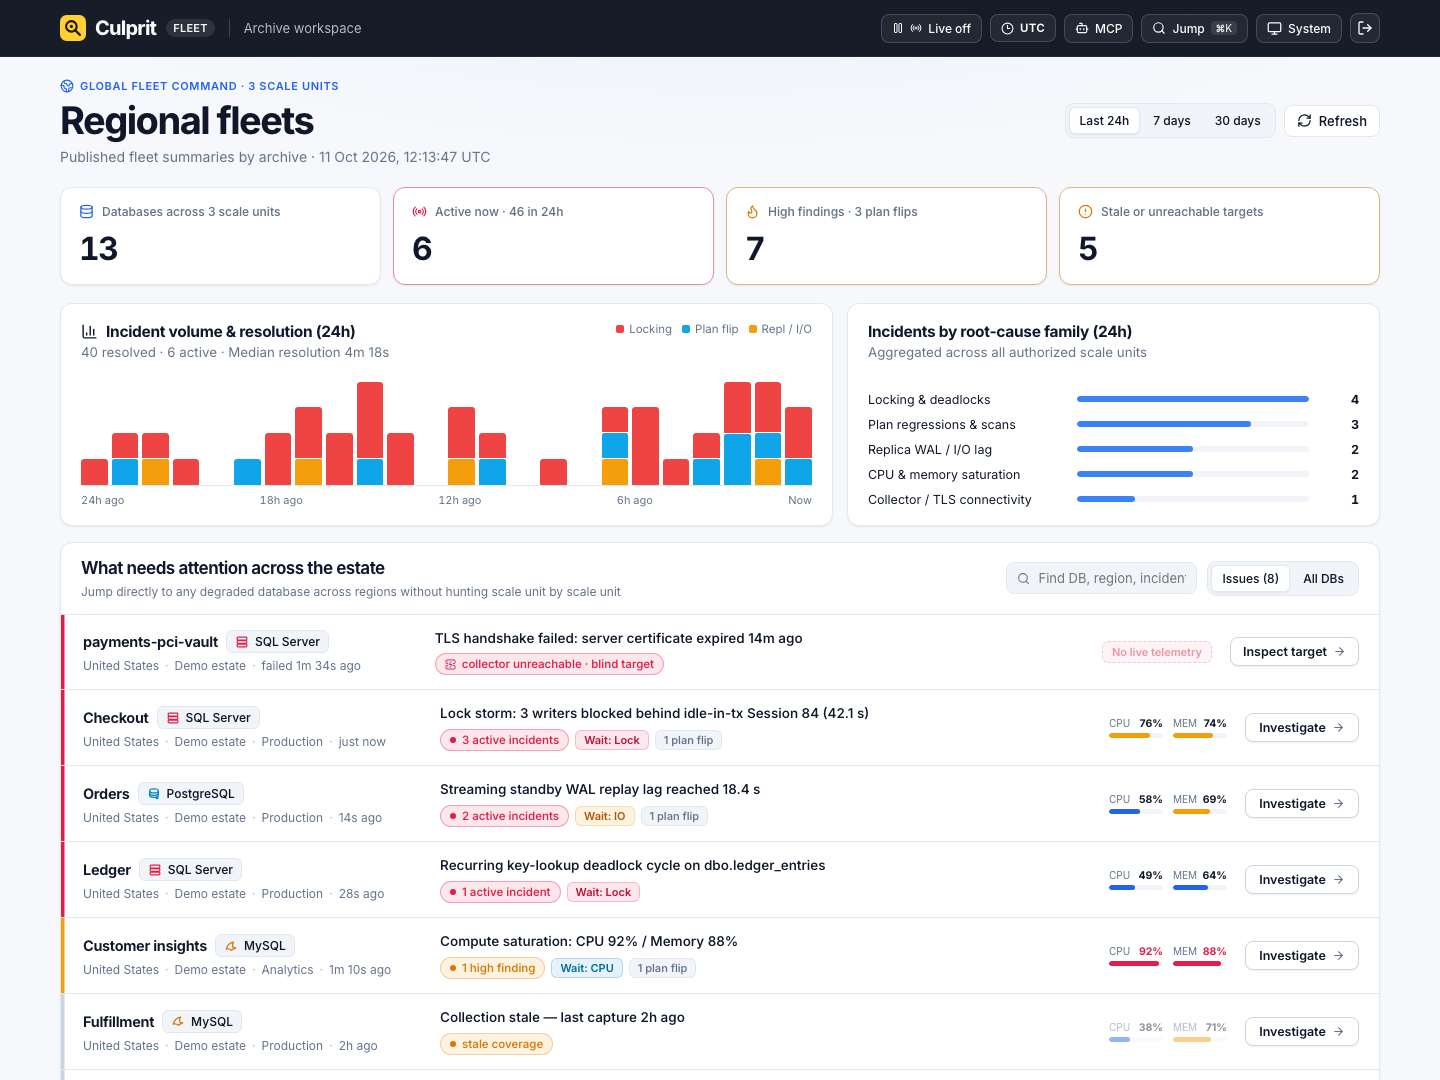 Culprit FLEET Archive workspace Live off UTC MCP Jump ⌘K System
GLOBAL FLEET COMMAND · 3 SCALE UNITS
Regional fleets
Last 24h 7 days 30 days Refresh
Published fleet summaries by archive · 11 Oct 2026, 12:13:47 UTC
Databases across 3 scale units
13
Active now · 46 in 24h
6
High findings · 3 plan flips
7
Stale or unreachable targets
5
Incident volume & resolution (24h)
40 resolved · 6 active · Median resolution 4m 18s
Locking Plan flip Repl / I/O
24h ago 18h ago 12h ago 6h ago Now
Incidents by root-cause family (24h)
Aggregated across all authorized scale units
Locking & deadlocks 4
Plan regressions & scans 3
Replica WAL / I/O lag 2
CPU & memory saturation 2
Collector / TLS connectivity 1
What needs attention across the estate
Jump directly to any degraded database across regions without hunting scale unit by scale unit
Find DB, region, inciden Issues (8) All DBs
payments-pci-vault SQL Server
United States · Demo estate · failed 1m 34s ago
TLS handshake failed: server certificate expired 14m ago
collector unreachable · blind target
No live telemetry Inspect target →
Checkout SQL Server
United States · Demo estate · Production · just now
Lock storm: 3 writers blocked behind idle-in-tx Session 84 (42.1 s)
3 active incidents Wait: Lock 1 plan flip
CPU 76% MEM 74% Investigate →
Orders PostgreSQL
United States · Demo estate · Production · 14s ago
Streaming standby WAL replay lag reached 18.4 s
2 active incidents Wait: IO 1 plan flip
CPU 58% MEM 69% Investigate →
Ledger SQL Server
United States · Demo estate · Production · 28s ago
Recurring key-lookup deadlock cycle on dbo.ledger_entries
1 active incident Wait: Lock
CPU 49% MEM 64% Investigate →
Customer insights MySQL
United States · Demo estate · Analytics · 1m 10s ago
Compute saturation: CPU 92% / Memory 88%
1 high finding Wait: CPU 1 plan flip
CPU 92% MEM 88% Investigate →
Fulfillment MySQL
United States · Demo estate · Production · 2h ago
Collection stale — last capture 2h ago
stale coverage
CPU 38% MEM 71% Investigate →